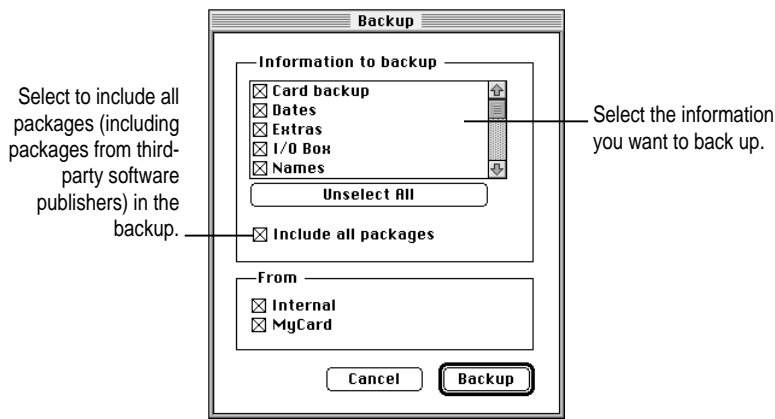 Backup
Information to backup
Card backup
Dates
Extras
I/O Box
Names
Unselect All
Include all packages
From
Internal
MyCard
Cancel
Backup
Select to include all
packages (including
packages from third-
party software
publishers) in the
backup.
Select the information
you want to back up.